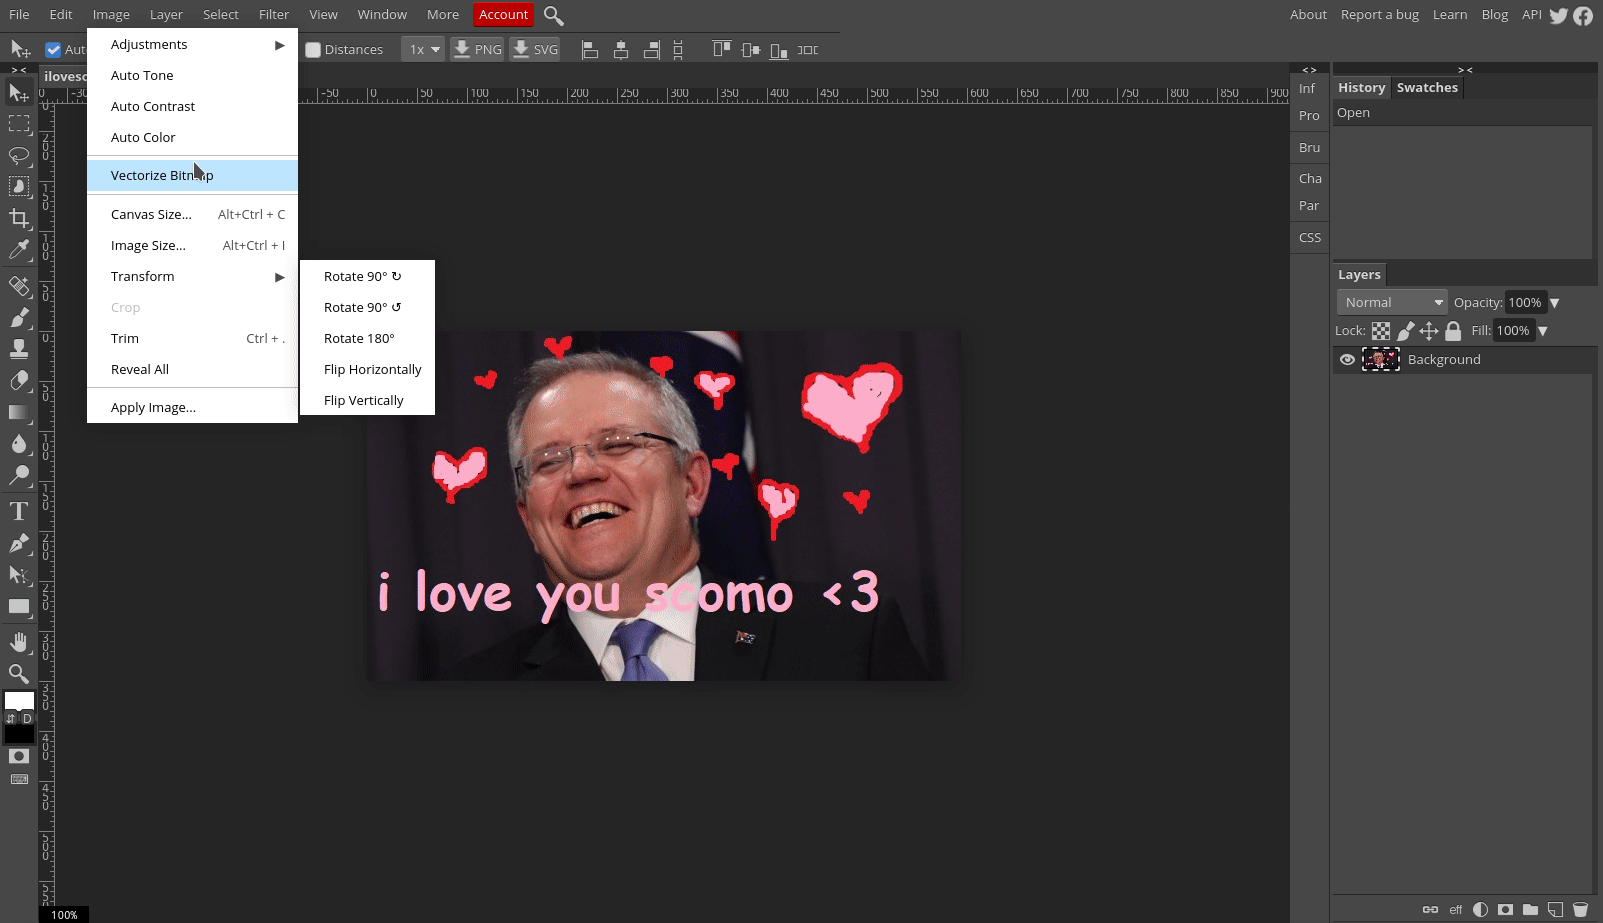 File Edit Image Layer Select Filter View Window More Account
About Report a bug Learn Blog API
Distances 1x PNG SVG
> <
ilovesc
-50 0 50 100 150 200 250 300 350 400 450 500 550 600 650 700 750 800 850 900
Adjustments
Auto Tone
Auto Contrast
Auto Color
Vectorize Bitmap
Canvas Size... Alt+Ctrl + C
Image Size... Alt+Ctrl + I
Transform
Crop
Trim Ctrl + .
Reveal All
Apply Image...
Rotate 90° ↻
Rotate 90° ↺
Rotate 180°
Flip Horizontally
Flip Vertically
i love you scomo <3
< >
Inf
Pro
Bru
Cha
Par
CSS
> <
History Swatches
Open
Layers
Normal Opacity: 100%
Lock: Fill: 100%
Background
eff
T
D
100%